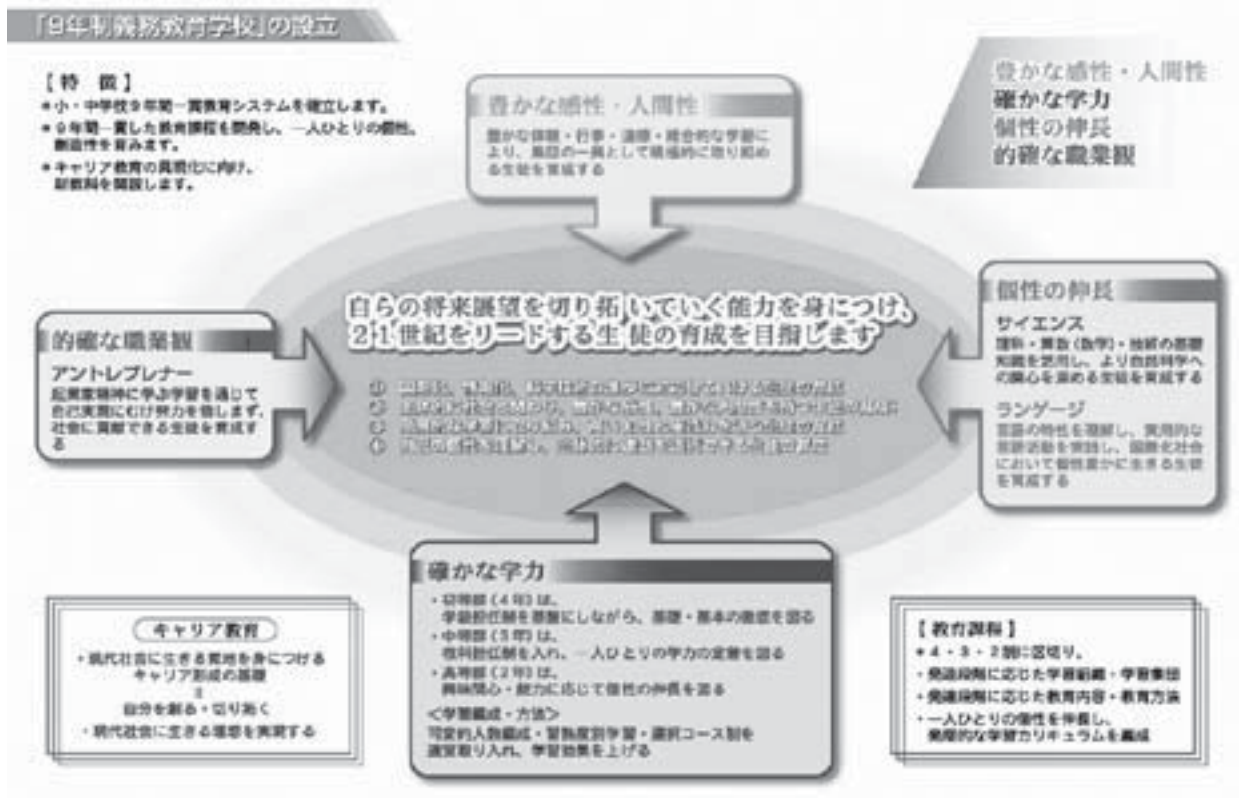 「9年制義務教育学校」の設立
【特 徴】
*小・中学校9年間一貫教育システムを確立します。
*9年間一貫した教育課程を開発し、一人ひとりの個性、
創造性を育みます。
*キャリア教育の具現化に向け、
新教科を開設します。
豊かな感性・人間性
豊かな体験・行事・道徳・総合的な学習に
より、集団の一員として積極的に取り組め
る生徒を育成する
豊かな感性・人間性
確かな学力
個性の伸長
的確な職業観
自らの将来展望を切り拓いていく能力を身につけ、
21世紀をリードする生徒の育成を目指します
①
②
③
④
的確な職業観
アントレプレナー
起業家精神に学ぶ学習を通じて
自己実現にむけ努力を惜しまず、
社会に貢献できる生徒を育成す
る
個性の伸長
サイエンス
理科・算数(数学)・技術の基礎
知識を活用し、より自然科学へ
の関心を深める生徒を育成する
ランゲージ
言語の特性を理解し、実用的な
言語活動を実践し、国際化社会
において個性豊かに生きる生徒
を育成する
確かな学力
・初等部(4年)は、
学級担任制を基盤にしながら、基礎・基本の徹底を図る
・中等部(3年)は、
教科担任制を入れ、一人ひとりの学力の定着を図る
・高等部(2年)は、
興味関心・能力に応じて個性の伸長を図る
<学習編成・方法>
可変的人数編成・習熟度別学習・選択コース別を
適宜取り入れ、学習効果を上げる
キャリア教育
・現代社会に生きる素地を身につける
キャリア形成の基礎
=
自分を創る・切り拓く
・現代社会に生きる理想を実現する
【教育課程】
*4・3・2制に区切り、
・発達段階に応じた学習組織・学習集団
・発達段階に応じた教育内容・教育方法
・一人ひとりの個性を伸長し、
発展的な学習カリキュラムを編成